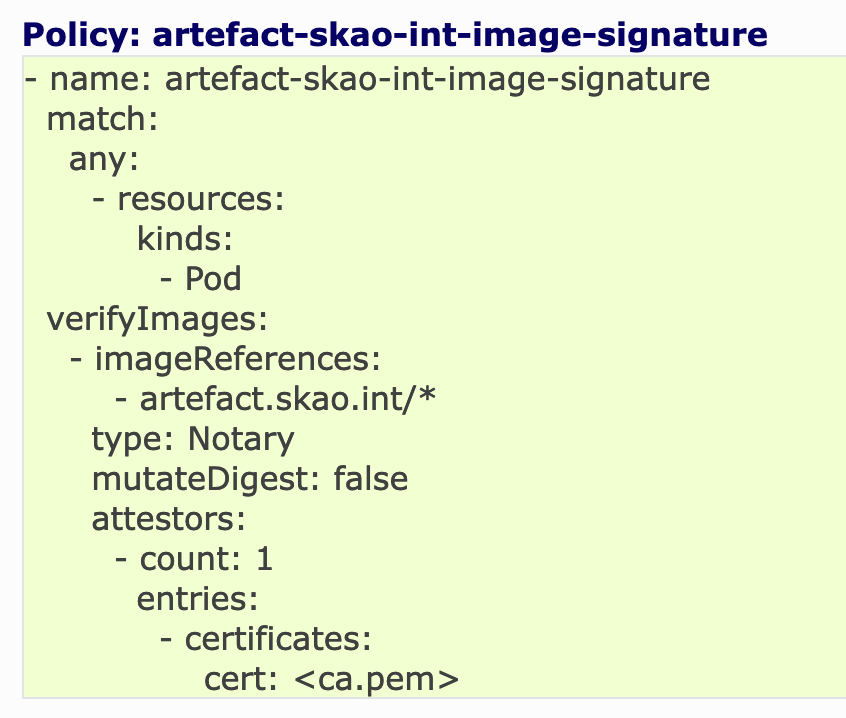 Policy: artefact-skao-int-image-signature
- name: artefact-skao-int-image-signature
  match:
    any:
      - resources:
          kinds:
            - Pod
  verifyImages:
    - imageReferences:
        - artefact.skao.int/*
      type: Notary
      mutateDigest: false
      attestors:
        - count: 1
          entries:
            - certificates:
                cert: <ca.pem>